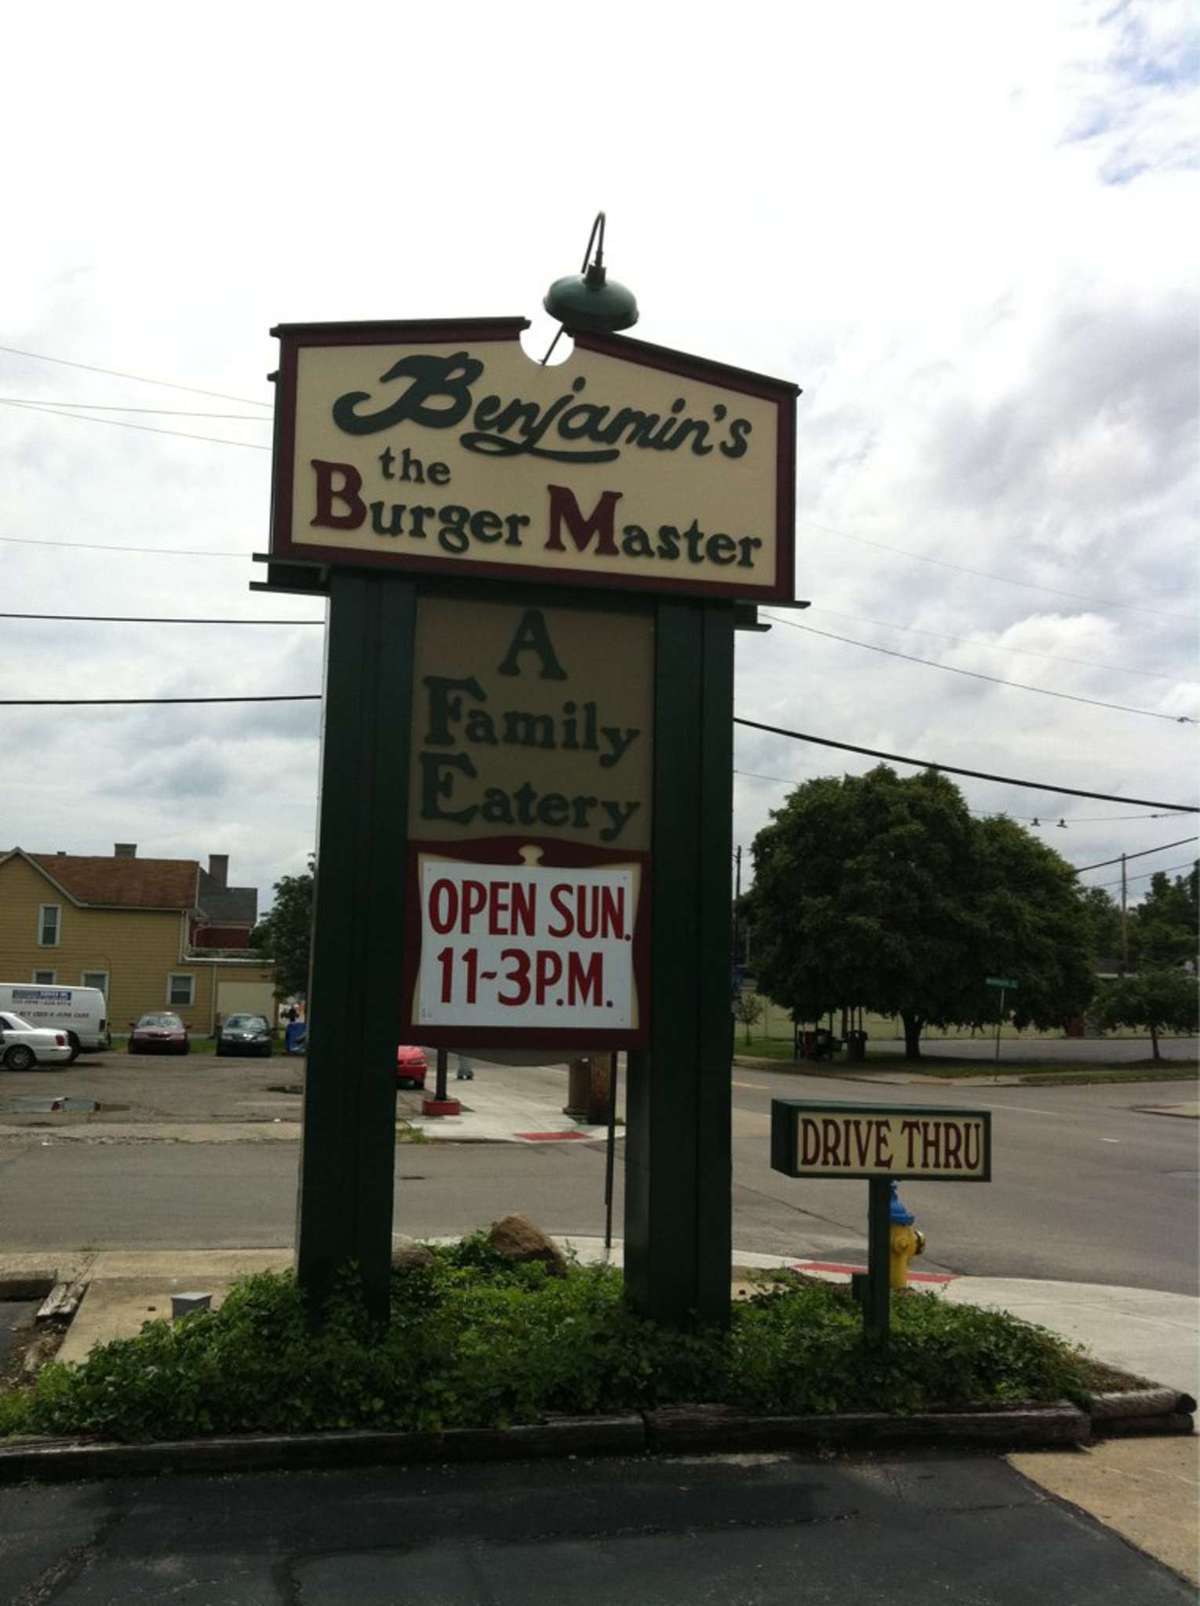 Benjamin's
the
Burger Master
A
Family
Eatery
OPEN SUN.
11-3P.M.
DRIVE THRU